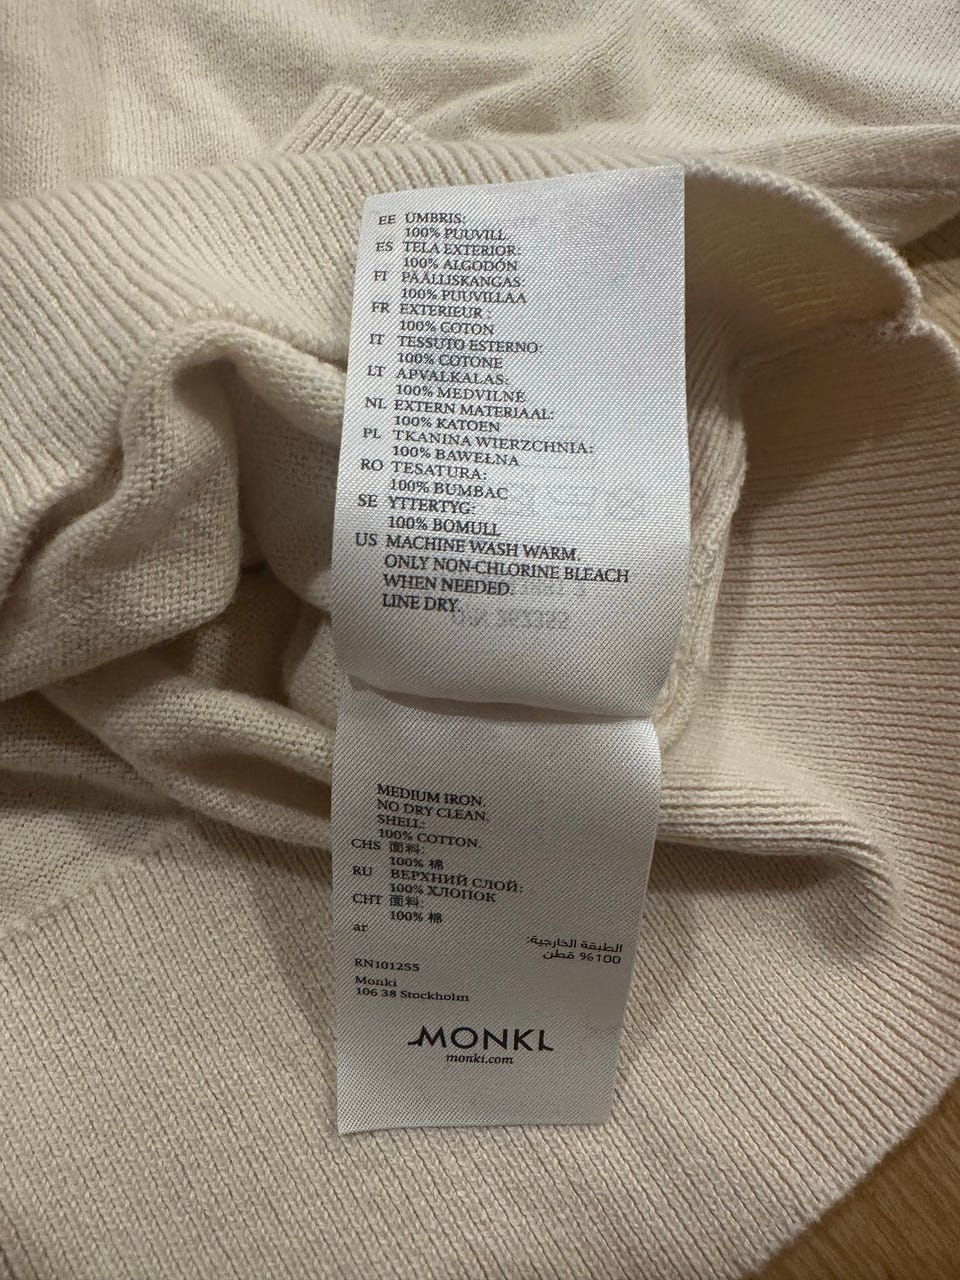 EE ÜMBRIS:
100% PUUVILL.
ES TELA EXTERIOR:
100% ALGODÓN
FI PÄÄLLISKANGAS:
100% PUUVILLAA
FR EXTERIEUR :
100% COTON
IT TESSUTO ESTERNO:
100% COTONE
LT APVALKALAS:
100% MEDVILNĖ
NL EXTERN MATERIAAL:
100% KATOEN
PL TKANINA WIERZCHNIA:
100% BAWEŁNA
RO TESATURA:
100% BUMBAC
SE YTTERTYG:
100% BOMULL
US MACHINE WASH WARM.
ONLY NON-CHLORINE BLEACH
WHEN NEEDED.
LINE DRY.
MEDIUM IRON.
NO DRY CLEAN.
SHELL:
100% COTTON.
CHS 面料:
100% 棉
RU ВЕРХНИЙ СЛОЙ:
100% ХЛОПОК
CHT 面料:
100% 棉
ar
الطبقة الخارجية:
100% قطن
RN101255
Monki
106 38 Stockholm
MONKI
monki.com